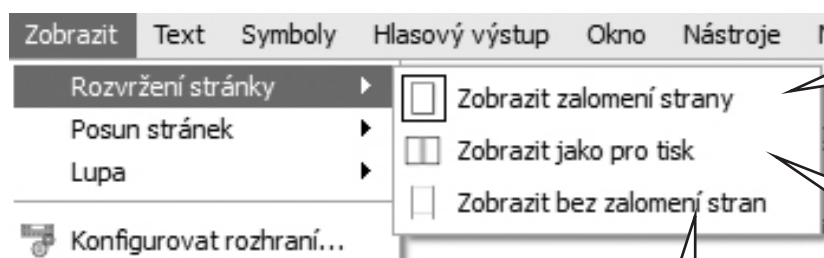 Zobrazit Text Symboly Hlasový výstup Okno Nástroje
Rozvržení stránky
Posun stránek
Lupa
Konfigurovat rozhraní...
Zobrazit zalomení strany
Zobrazit jako pro tisk
Zobrazit bez zalomení stran